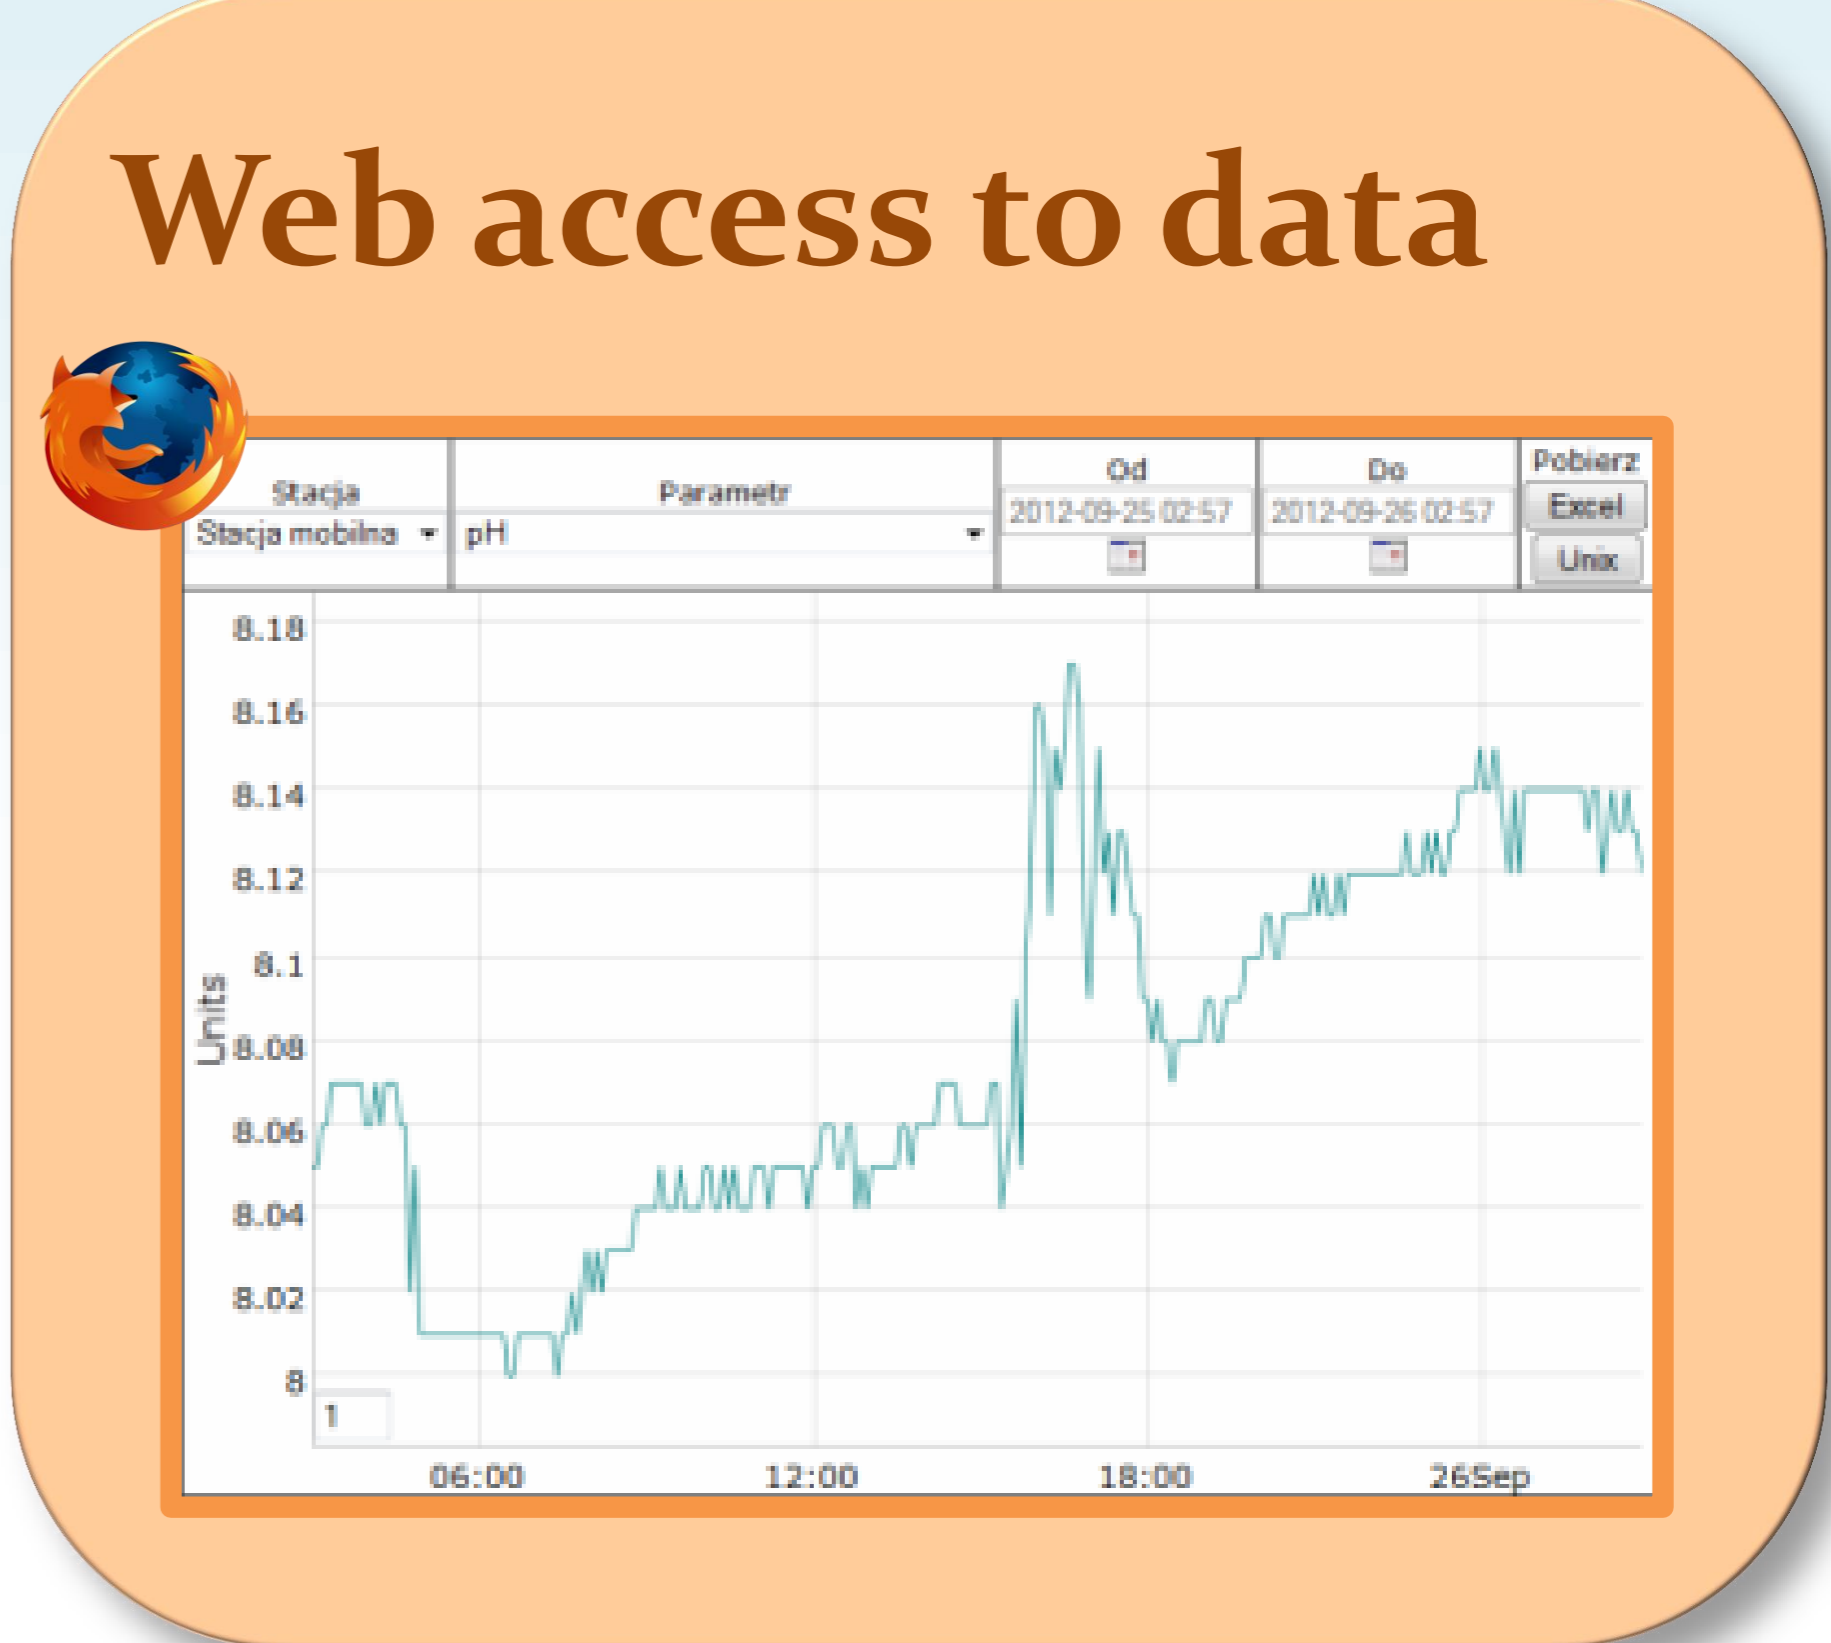 Web access to data
Stacja
Stacja mobilna
Parametr
pH
Od
2012-09-25 02:57
Do
2012-09-26 02:57
Pobierz
Excel
Unix
Units
8.18
8.16
8.14
8.12
8.1
8.08
8.06
8.04
8.02
8
1
06:00
12:00
18:00
26Sep